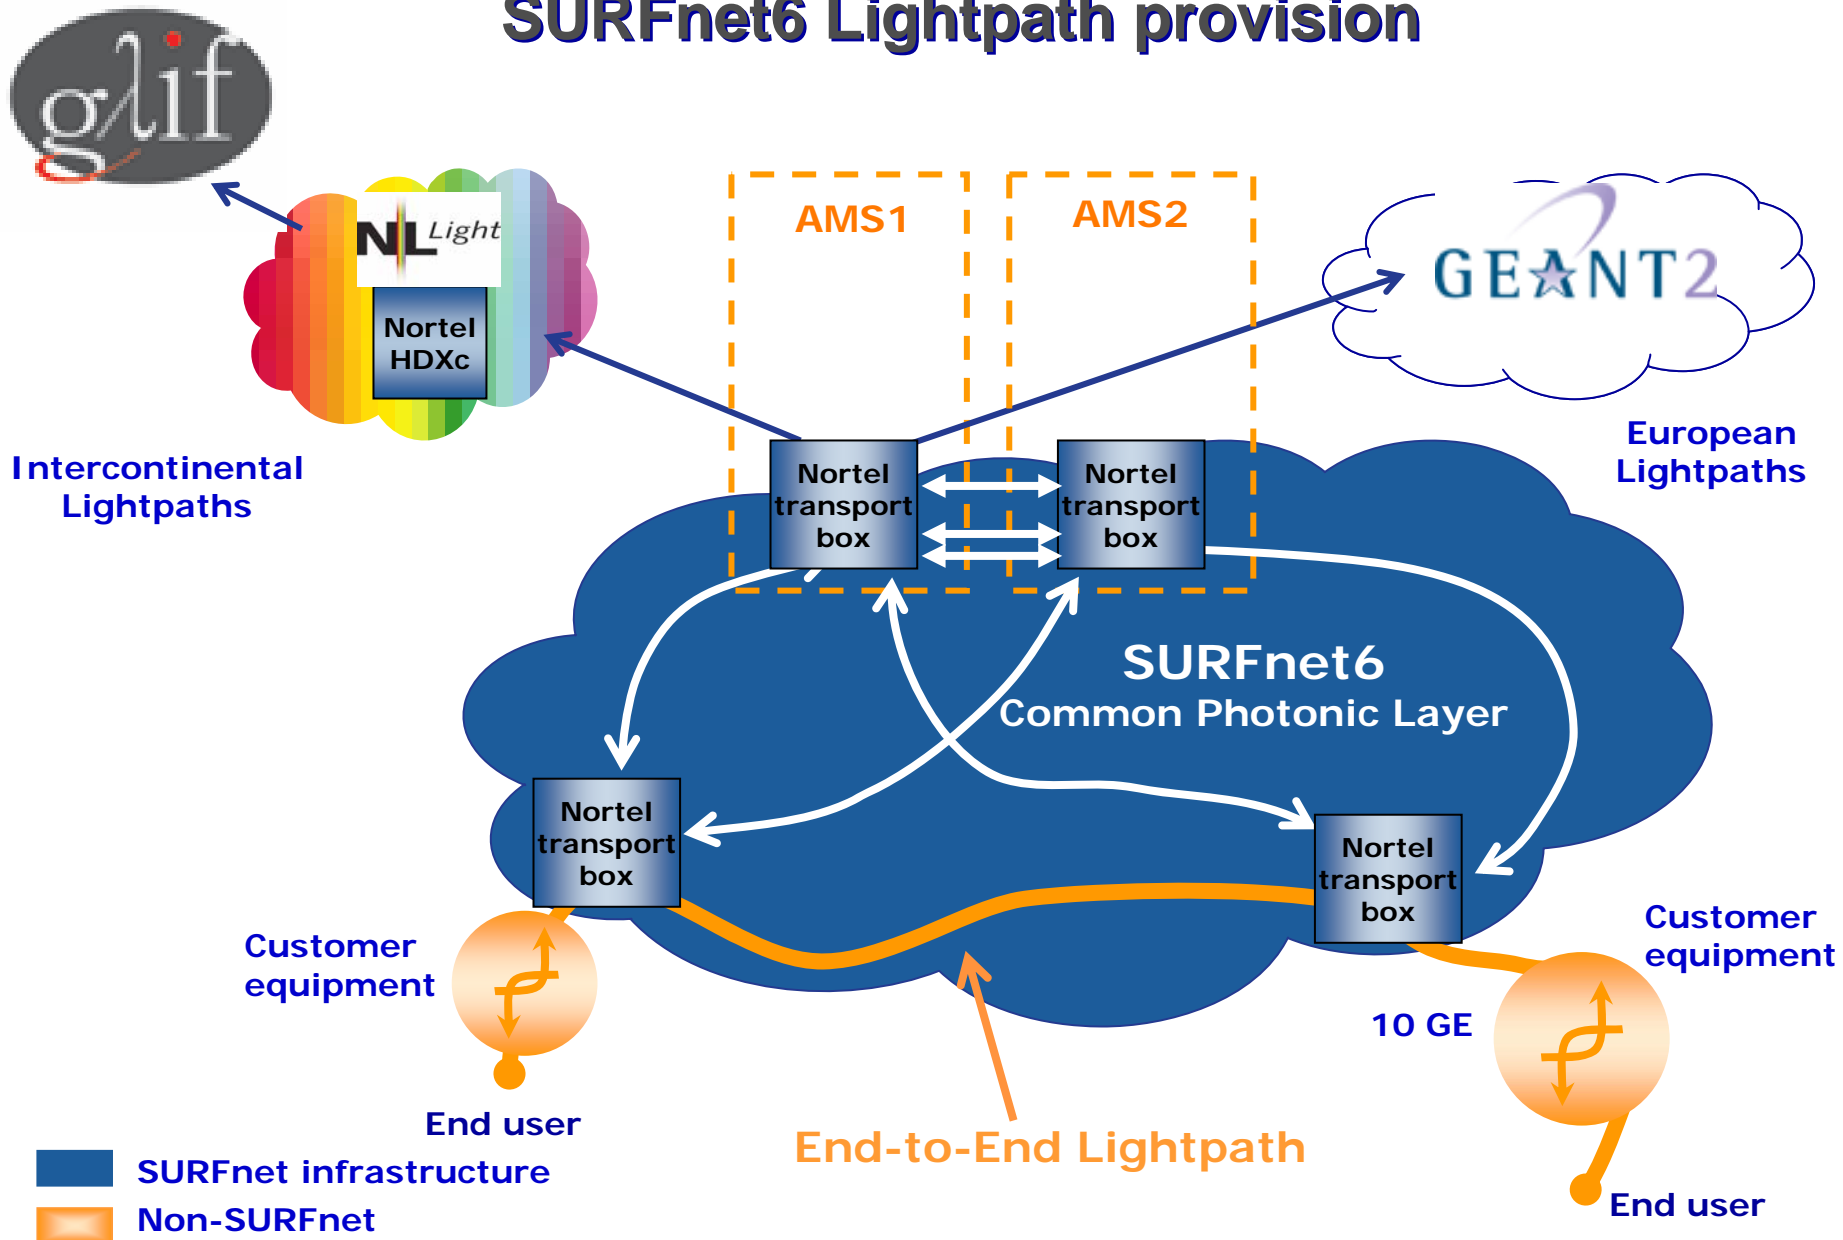 SURFnet6 Lightpath provision
glif
NL Light
AMS1
AMS2
GEANT2
Nortel
HDXc
Intercontinental
Lightpaths
European
Lightpaths
Nortel
transport
box
Nortel
transport
box
SURFnet6
Common Photonic Layer
Nortel
transport
box
Nortel
transport
box
Customer
equipment
Customer
equipment
10 GE
End user
End-to-End Lightpath
End user
SURFnet infrastructure
Non-SURFnet